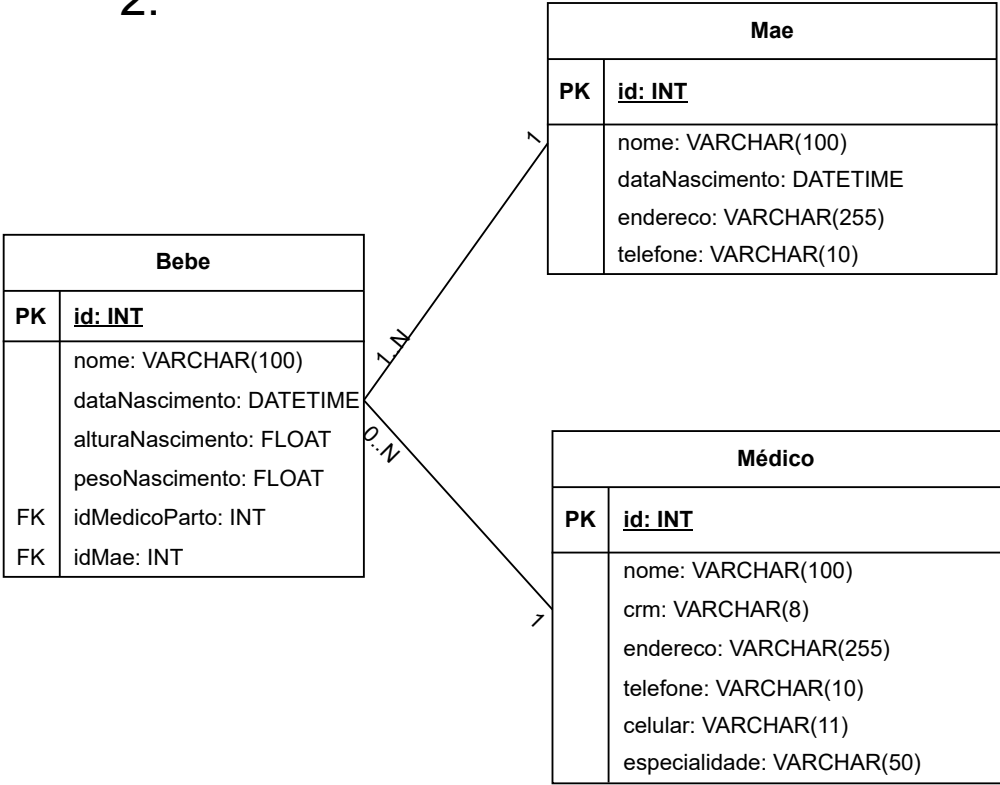 2.
Mae
PK id: INT
nome: VARCHAR(100)
dataNascimento: DATETIME
endereco: VARCHAR(255)
telefone: VARCHAR(10)
1
1..N
Bebe
PK id: INT
nome: VARCHAR(100)
dataNascimento: DATETIME
alturaNascimento: FLOAT
pesoNascimento: FLOAT
FK idMedicoParto: INT
FK idMae: INT
0..N
1
Médico
PK id: INT
nome: VARCHAR(100)
crm: VARCHAR(8)
endereco: VARCHAR(255)
telefone: VARCHAR(10)
celular: VARCHAR(11)
especialidade: VARCHAR(50)